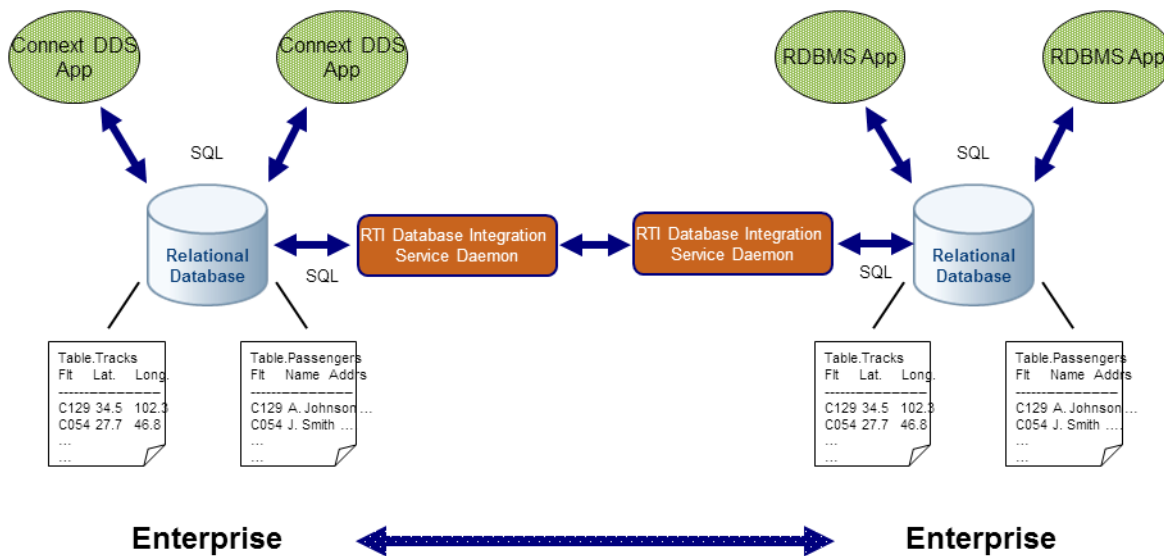 Connext DDS
App
Connext DDS
App
RDBMS App
RDBMS App
SQL
SQL
Relational
Database
SQL
RTI Database Integration
Service Daemon
RTI Database Integration
Service Daemon
SQL
Relational
Database
Table.Tracks
Flt Lat. Long.
--------------------
C129 34.5 102.3
C054 27.7 46.8
...
...
Table.Passengers
Flt Name Addrs
--------------------
C129 A. Johnson ...
C054 J. Smith ....
...
...
Table.Tracks
Flt Lat. Long.
--------------------
C129 34.5 102.3
C054 27.7 46.8
...
...
Table.Passengers
Flt Name Addrs
--------------------
C129 A. Johnson ...
C054 J. Smith ....
...
...
Enterprise
Enterprise